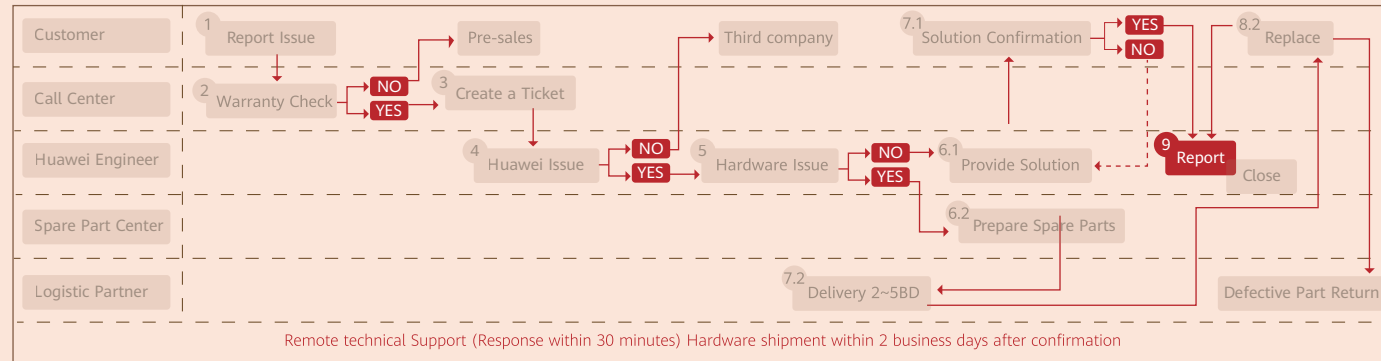 Customer
1
Report Issue
Pre-sales
Third company
7.1
Solution Confirmation
YES
NO
8.2
Replace
Call Center
2
Warranty Check
NO
YES
3
Create a Ticket
Huawei Engineer
4
Huawei Issue
NO
YES
5
Hardware Issue
NO
YES
6.1
Provide Solution
9
Report
Close
Spare Part Center
6.2
Prepare Spare Parts
Logistic Partner
7.2
Delivery 2~5BD
Defective Part Return
Remote technical Support (Response within 30 minutes) Hardware shipment within 2 business days after confirmation